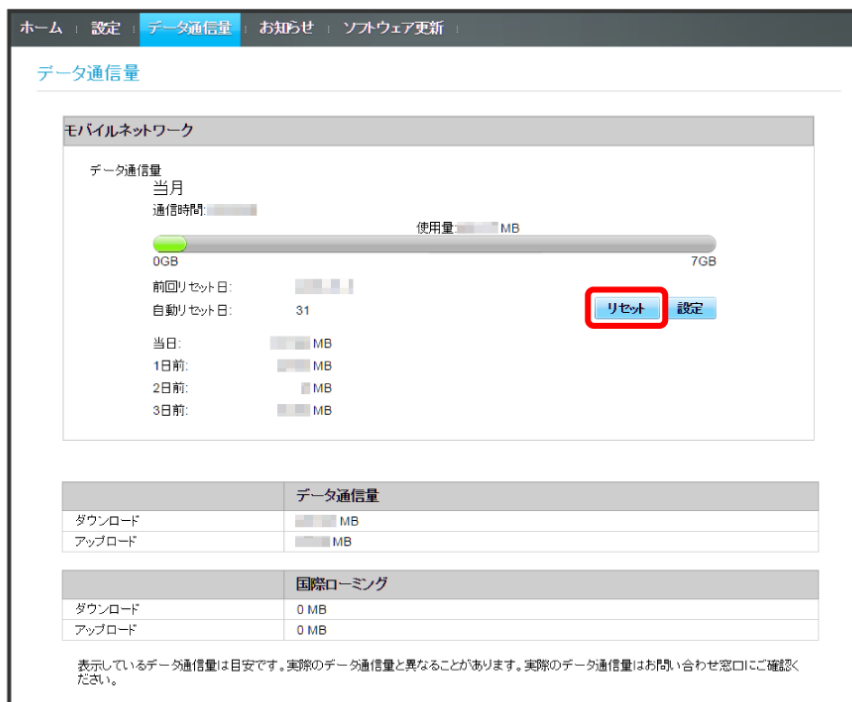 ホーム 設定 データ通信量 お知らせ ソフトウェア更新
データ通信量
モバイルネットワーク
データ通信量
当月
通信時間:
使用量: MB
0GB 7GB
前回リセット日:
自動リセット日: 31 リセット 設定
当日: MB
1日前: MB
2日前: MB
3日前: MB
データ通信量
ダウンロード MB
アップロード MB
国際ローミング
ダウンロード 0 MB
アップロード 0 MB
表示しているデータ通信量は目安です。実際のデータ通信量と異なることがあります。実際のデータ通信量はお問い合わせ窓口にご確認く
ださい。